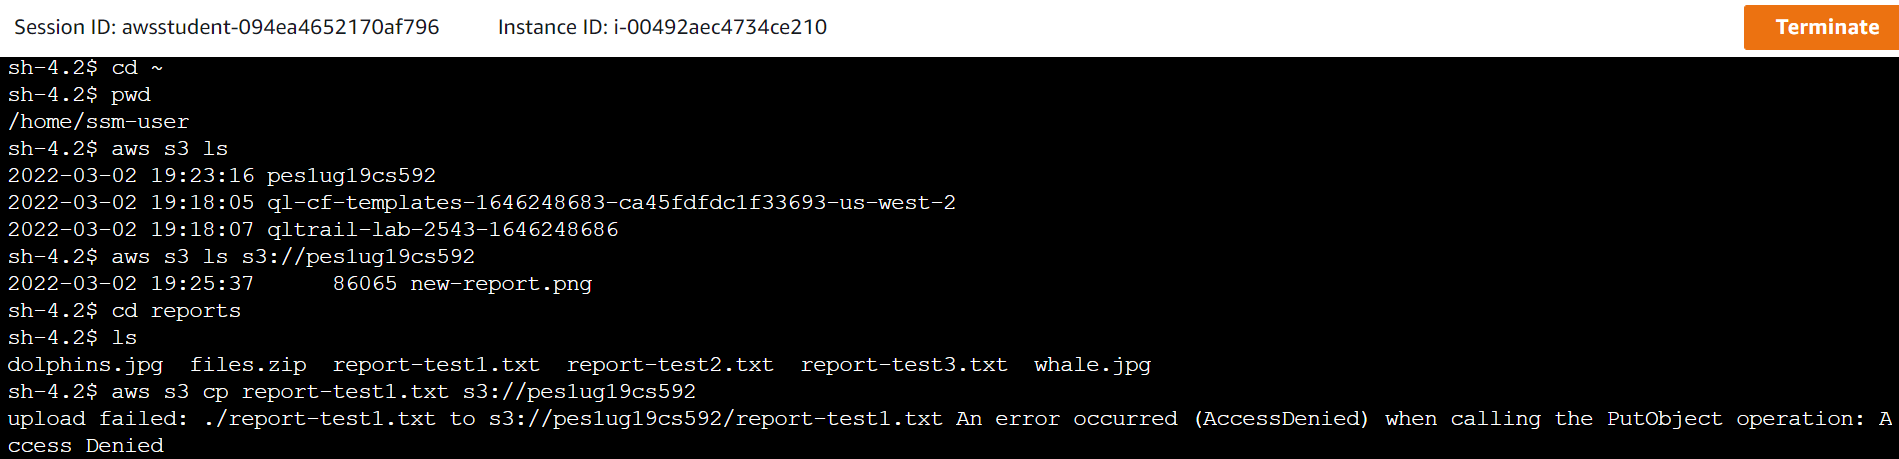 Session ID: awsstudent-094ea4652170af796 Instance ID: i-00492aec4734ce210 Terminate
sh-4.2$ cd ~
sh-4.2$ pwd
/home/ssm-user
sh-4.2$ aws s3 ls
2022-03-02 19:23:16 pes1ug19cs592
2022-03-02 19:18:05 ql-cf-templates-1646248683-ca45fdfdc1f33693-us-west-2
2022-03-02 19:18:07 qltrail-lab-2543-1646248686
sh-4.2$ aws s3 ls s3://pes1ug19cs592
2022-03-02 19:25:37      86065 new-report.png
sh-4.2$ cd reports
sh-4.2$ ls
dolphins.jpg  files.zip  report-test1.txt  report-test2.txt  report-test3.txt  whale.jpg
sh-4.2$ aws s3 cp report-test1.txt s3://pes1ug19cs592
upload failed: ./report-test1.txt to s3://pes1ug19cs592/report-test1.txt An error occurred (AccessDenied) when calling the PutObject operation: A
ccess Denied